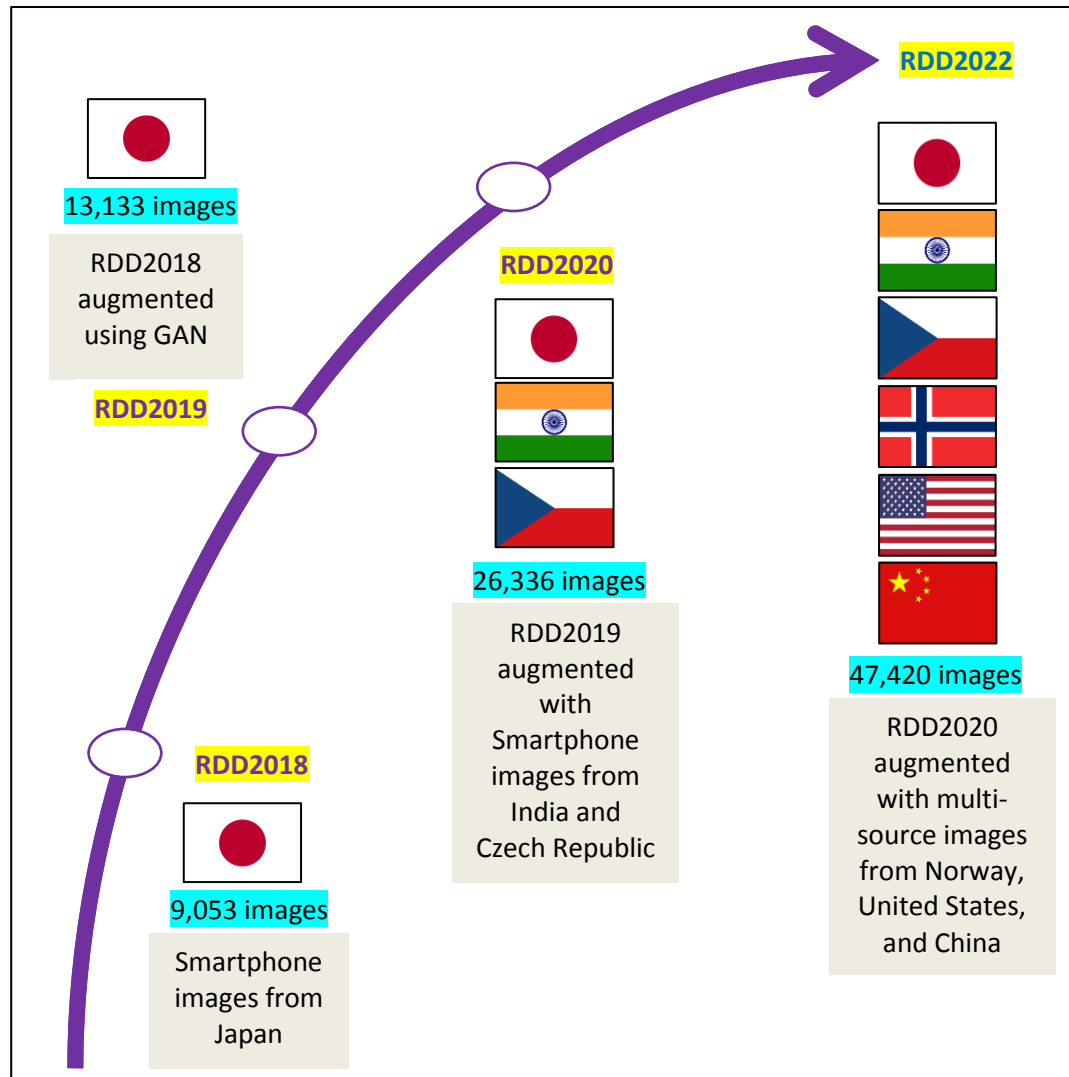 RDD2022
13,133 images
RDD2018
augmented
using GAN
RDD2019
RDD2020
26,336 images
RDD2019
augmented
with
Smartphone
images from
India and
Czech Republic
47,420 images
RDD2020
augmented
with multi-
source images
from Norway,
United States,
and China
RDD2018
9,053 images
Smartphone
images from
Japan